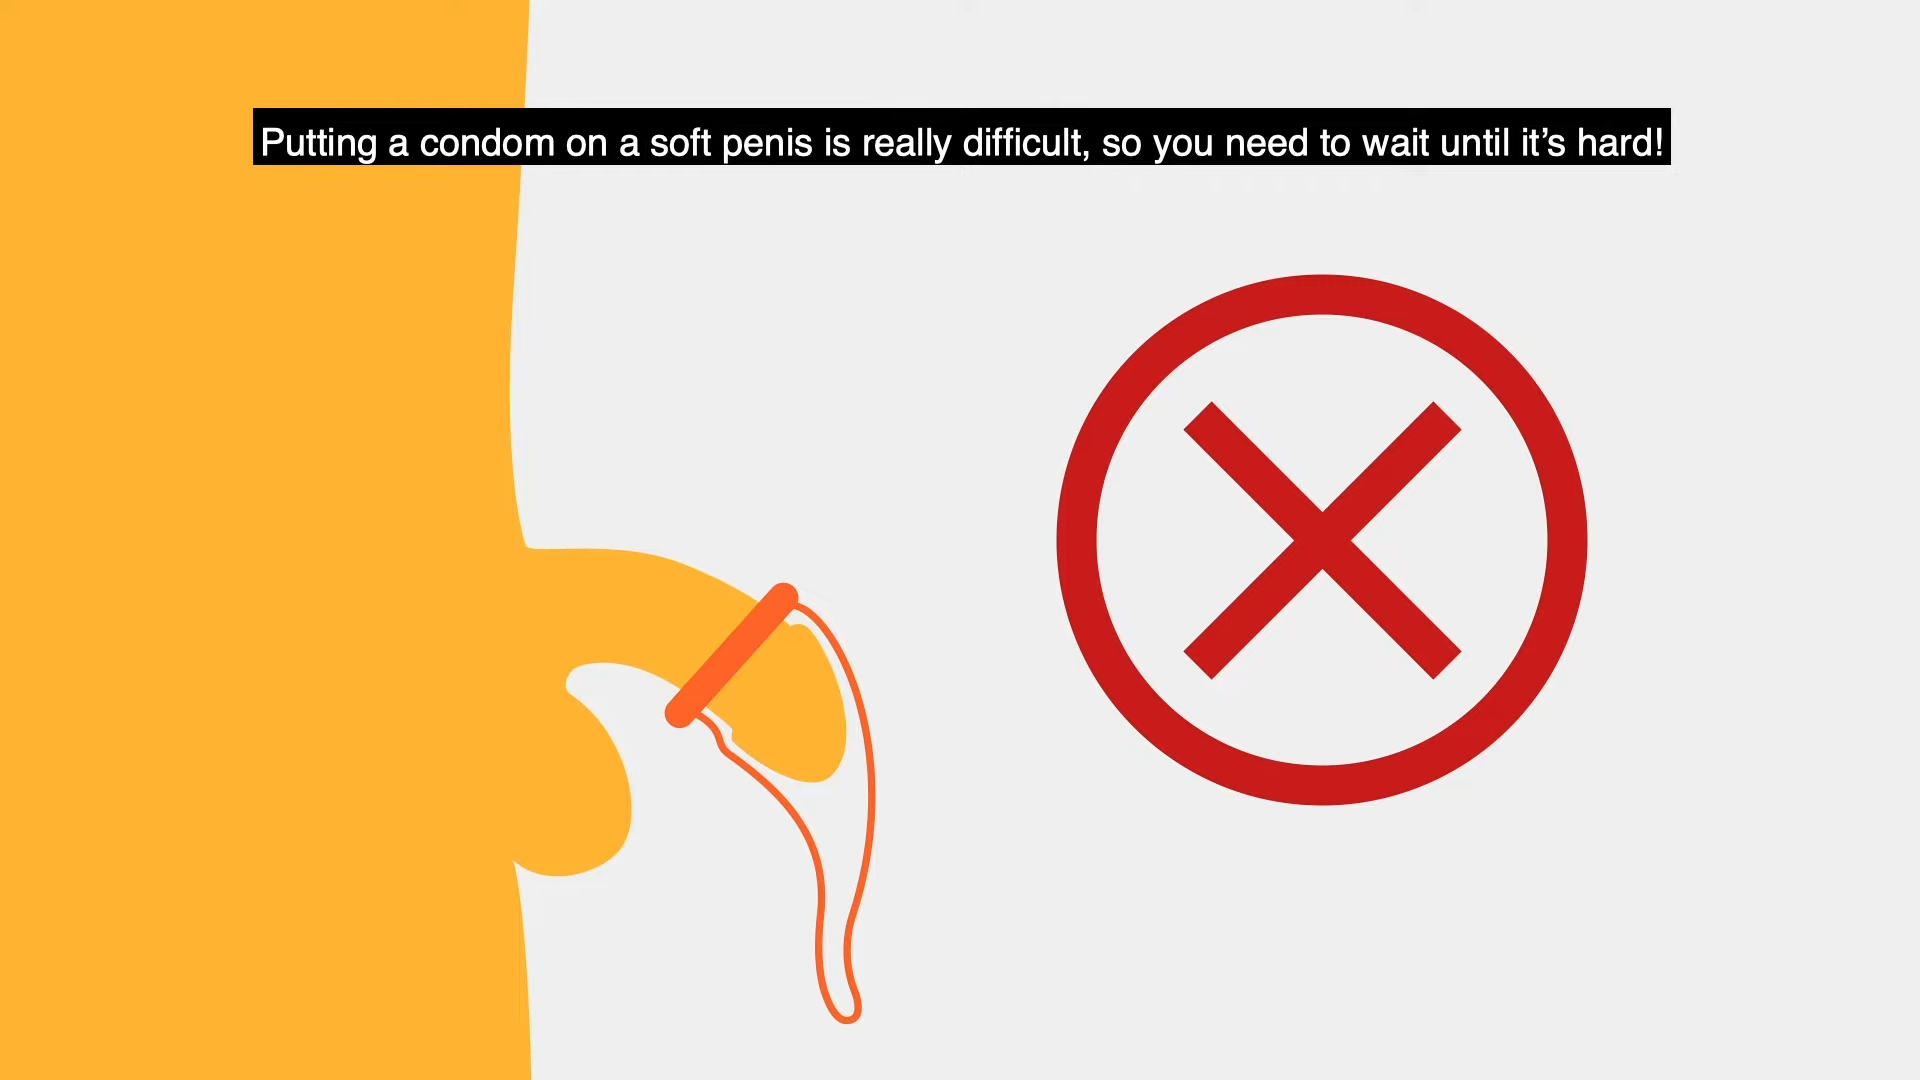 Putting a condom on a soft penis is really difficult, so you need to wait until it’s hard!